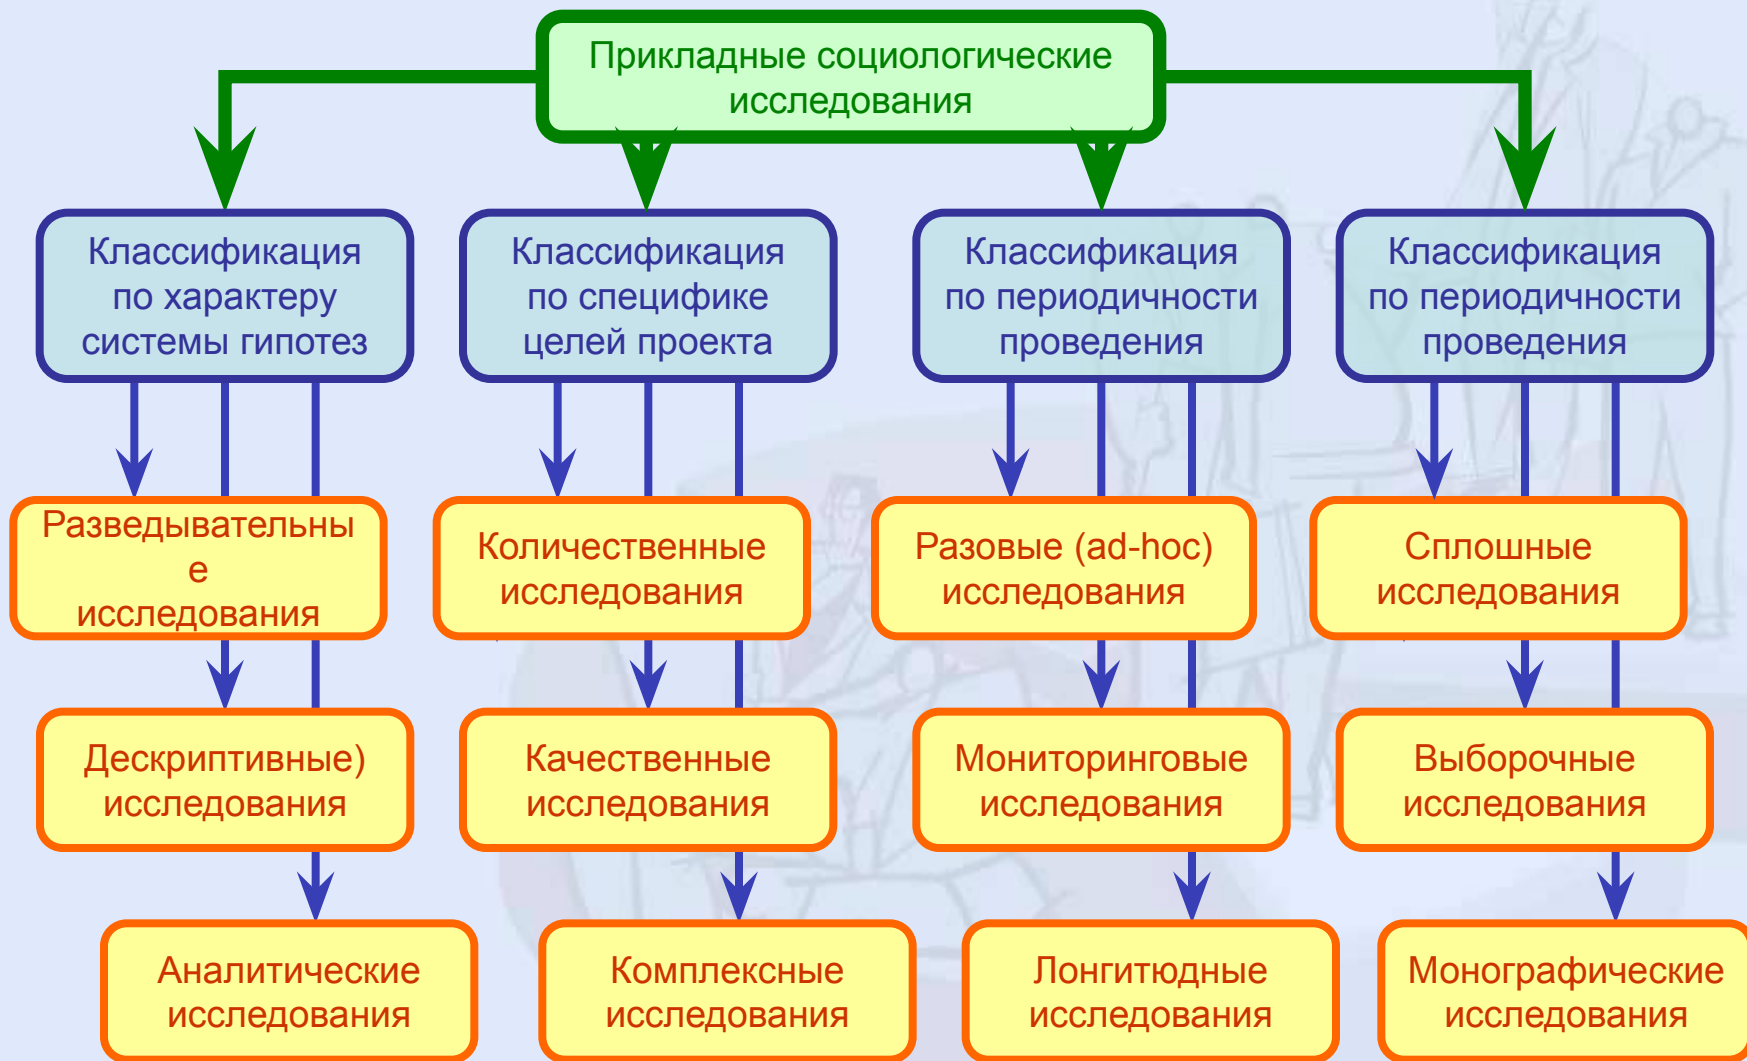 Прикладные социологические
исследования
Классификация
по характеру
системы гипотез
Классификация
по специфике
целей проекта
Классификация
по периодичности
проведения
Классификация
по периодичности
проведения
Разведывательны
е
исследования
Количественные
исследования
Разовые (ad-hoc)
исследования
Сплошные
исследования
Дескриптивные)
исследования
Качественные
исследования
Мониторинговые
исследования
Выборочные
исследования
Аналитические
исследования
Комплексные
исследования
Лонгитюдные
исследования
Монографические
исследования